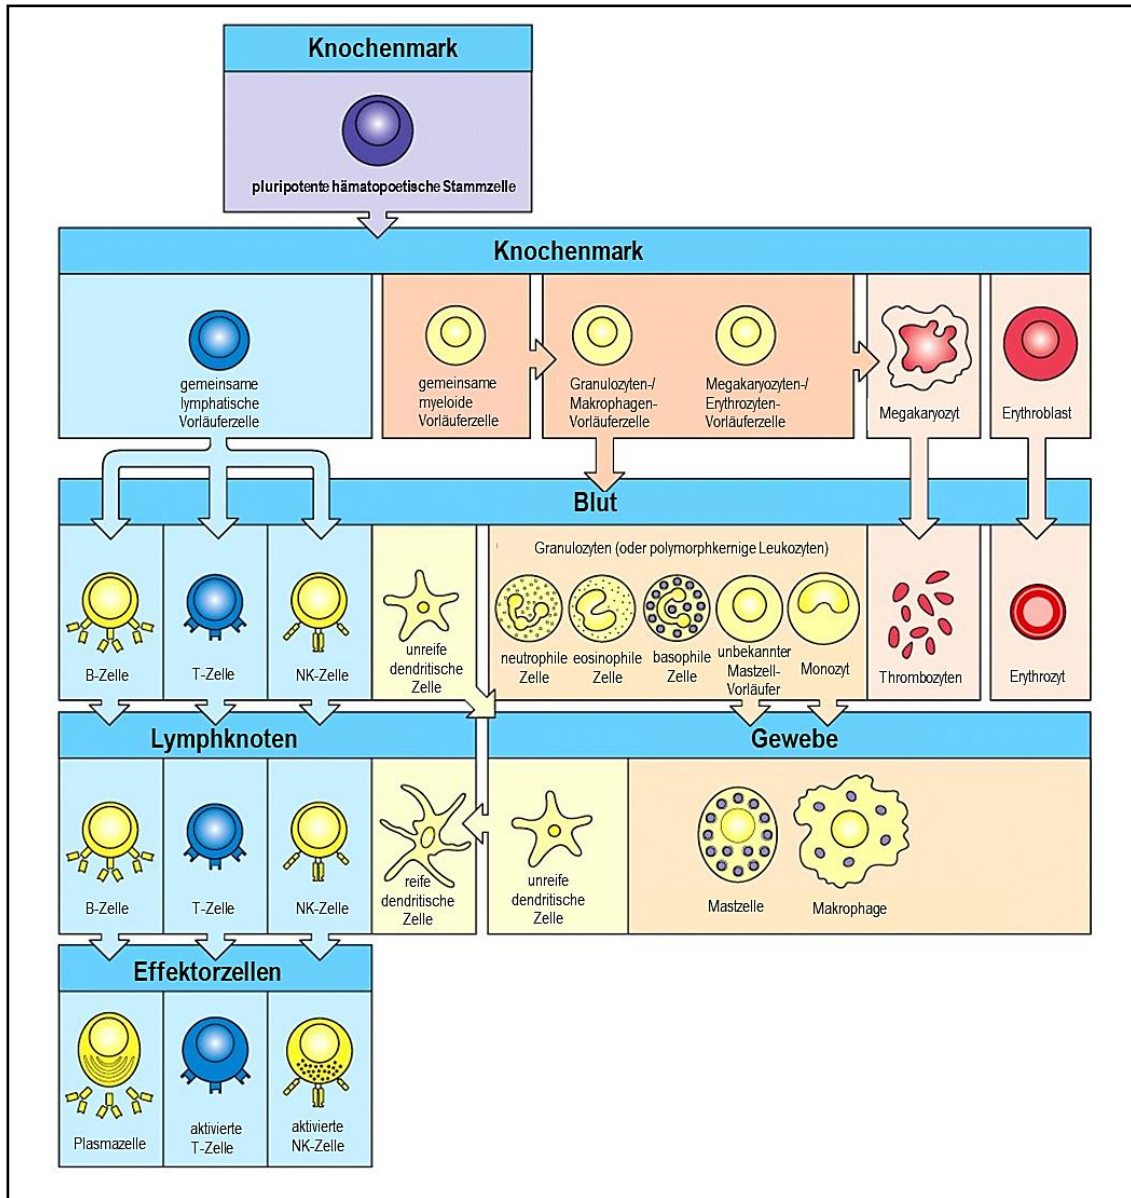 Knochenmark
pluripotente hämatopoetische Stammzelle
Knochenmark
gemeinsame
lymphatische
Vorläuferzelle
gemeinsame
myeloide
Vorläuferzelle
Granulozyten-/
Makrophagen-
Vorläuferzelle
Megakaryozyten-/
Erythrozyten-
Vorläuferzelle
Megakaryozyt
Erythroblast
Blut
B-Zelle
T-Zelle
NK-Zelle
unreife
dendritische
Zelle
Granulozyten (oder polymorphkernige Leukozyten)
neutrophile
Zelle
eosinophile
Zelle
basophile
Zelle
unbekannter
Mastzell-
Vorläufer
Monozyt
Thrombozyten
Erythrozyt
Lymphknoten
B-Zelle
T-Zelle
NK-Zelle
reife
dendritische
Zelle
Gewebe
unreife
dendritische
Zelle
Mastzelle
Makrophage
Effektorzellen
Plasmazelle
aktivierte
T-Zelle
aktivierte
NK-Zelle